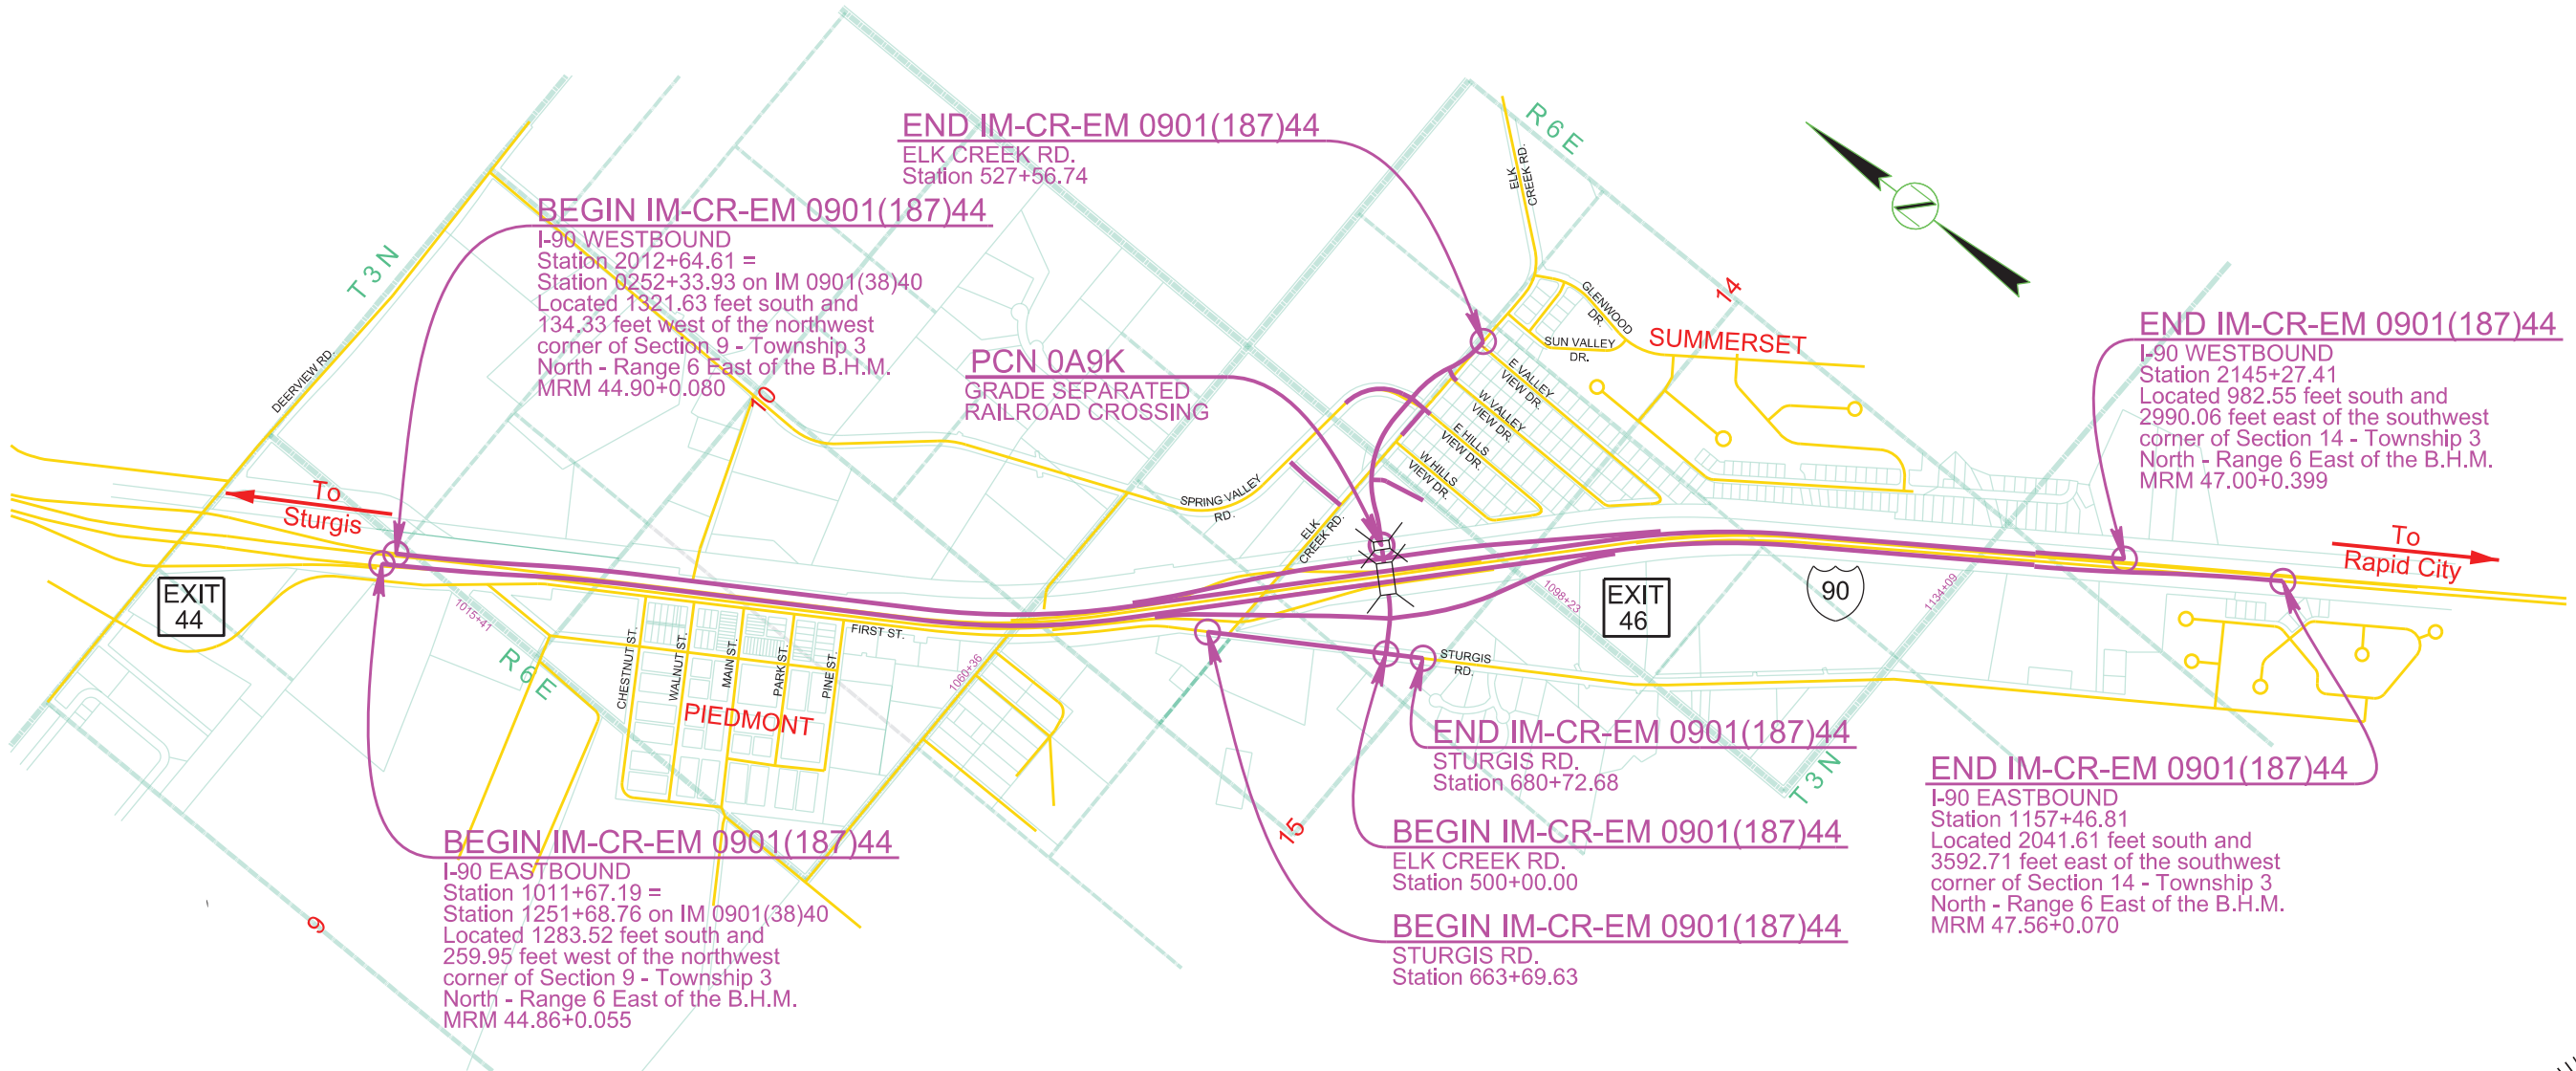 END IM-CR-EM 0901(187)44
ELK CREEK RD.
Station 527+56.74
BEGIN IM-CR-EM 0901(187)44
I-90 WESTBOUND
Station 2012+64.61 =
Station 0252+33.93 on IM 0901(38)40
Located 1321.63 feet south and
134.33 feet west of the northwest
corner of Section 9 - Township 3
North - Range 6 East of the B.H.M.
MRM 44.90+0.080
PCN 0A9K
GRADE SEPARATED
RAILROAD CROSSING
END IM-CR-EM 0901(187)44
I-90 WESTBOUND
Station 2145+27.41
Located 982.55 feet south and
2990.06 feet east of the southwest
corner of Section 14 - Township 3
North - Range 6 East of the B.H.M.
MRM 47.00+0.399
T 3 N
R 6 E
ELK
CREEK RD.
GLENWOOD
DR.
SUN VALLEY
DR.
14
SUMMERSET
E VALLEY
VIEW DR.
W VALLEY
VIEW DR.
E HILLS
VIEW DR.
W HILLS
VIEW DR.
DEERVIEW RD.
10
SPRING VALLEY
RD.
ELK
CREEK RD.
To
Sturgis
To
Rapid City
EXIT
44
EXIT
46
90
1015+41
1060+36
1098+23
1134+09
R 6 E
CHESTNUT ST.
WALNUT ST.
MAIN ST.
PARK ST.
PINE ST.
FIRST ST.
PIEDMONT
STURGIS
RD.
T 3 N
15
9
END IM-CR-EM 0901(187)44
STURGIS RD.
Station 680+72.68
BEGIN IM-CR-EM 0901(187)44
ELK CREEK RD.
Station 500+00.00
BEGIN IM-CR-EM 0901(187)44
STURGIS RD.
Station 663+69.63
BEGIN IM-CR-EM 0901(187)44
I-90 EASTBOUND
Station 1011+67.19 =
Station 1251+68.76 on IM 0901(38)40
Located 1283.52 feet south and
259.95 feet west of the northwest
corner of Section 9 - Township 3
North - Range 6 East of the B.H.M.
MRM 44.86+0.055
END IM-CR-EM 0901(187)44
I-90 EASTBOUND
Station 1157+46.81
Located 2041.61 feet south and
3592.71 feet east of the southwest
corner of Section 14 - Township 3
North - Range 6 East of the B.H.M.
MRM 47.56+0.070